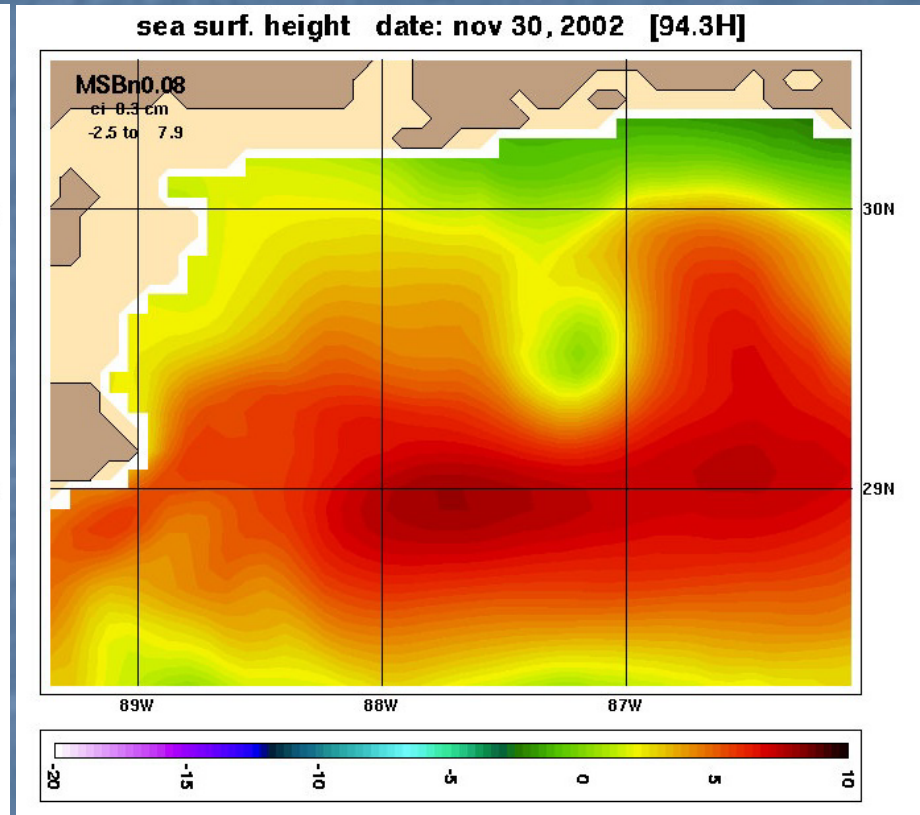 sea surf. height date: nov 30, 2002 [94.3H]
MSBn0.08
ci 0.3 cm
-2.5 to 7.9
30N
29N
89W 88W 87W
-20 -15 -10 -5 0 5 10